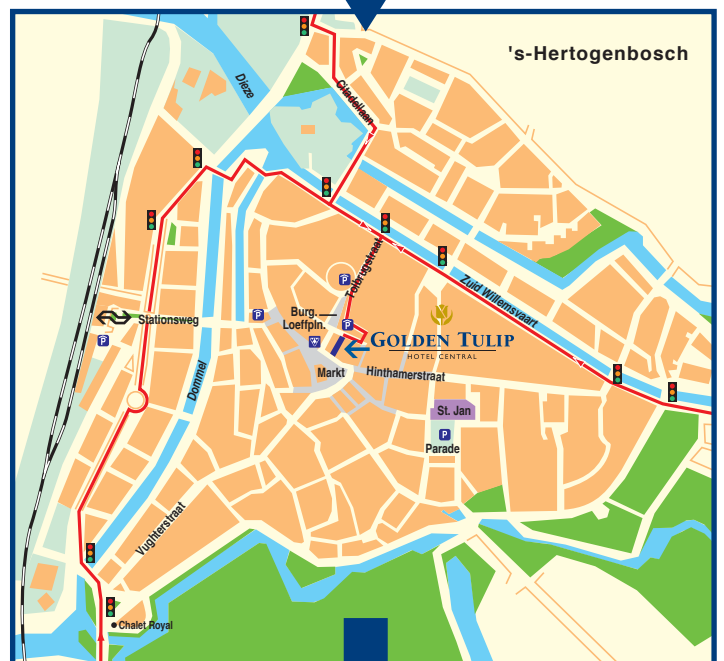 's-Hertogenbosch
Dieze
Citadellaan
Tolbrugstraat
Zuid Willemsvaart
P
P
P
Burg.
Loeffpln.
GOLDEN TULIP
HOTEL CENTRAL
Stationsweg
P
Markt
Hinthamerstraat
Dommel
St. Jan
P
Parade
Vughterstraat
Chalet Royal